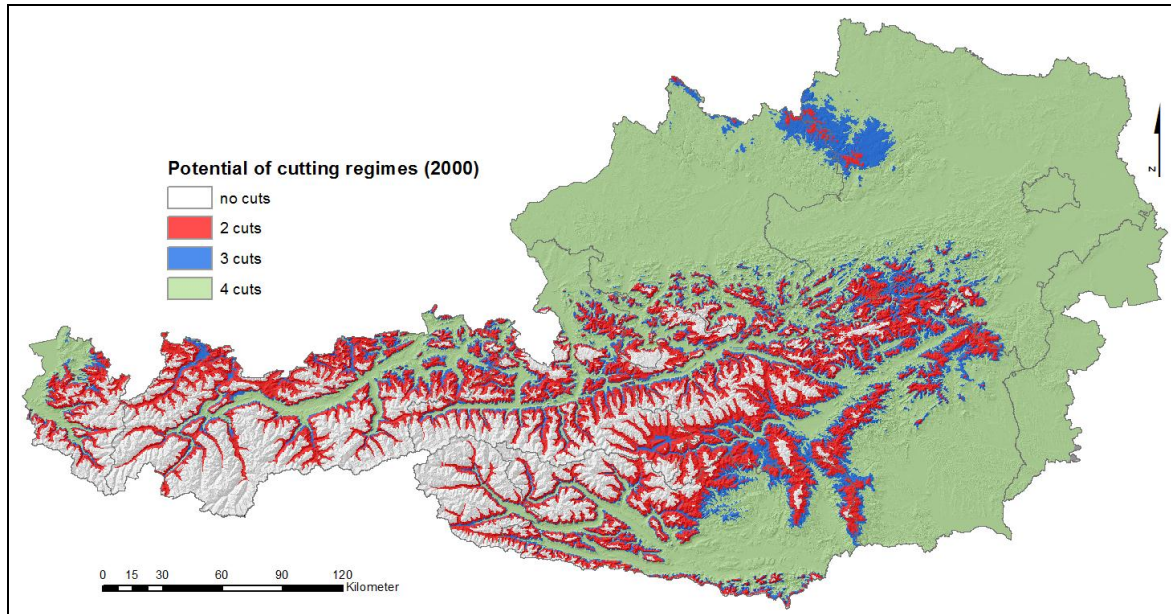 Potential of cutting regimes (2000)
no cuts
2 cuts
3 cuts
4 cuts
N
0 15 30 60 90 120
Kilometer